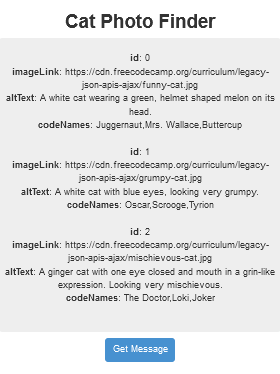 Cat Photo Finder
id: 0
imageLink: https://cdn.freecodecamp.org/curriculum/legacy-
json-apis-ajax/funny-cat.jpg
altText: A white cat wearing a green, helmet shaped melon on its
head.
codeNames: Juggernaut,Mrs. Wallace,Buttercup
id: 1
imageLink: https://cdn.freecodecamp.org/curriculum/legacy-
json-apis-ajax/grumpy-cat.jpg
altText: A white cat with blue eyes, looking very grumpy.
codeNames: Oscar,Scrooge,Tyrion
id: 2
imageLink: https://cdn.freecodecamp.org/curriculum/legacy-
json-apis-ajax/mischievous-cat.jpg
altText: A ginger cat with one eye closed and mouth in a grin-like
expression. Looking very mischievous.
codeNames: The Doctor,Loki,Joker
Get Message